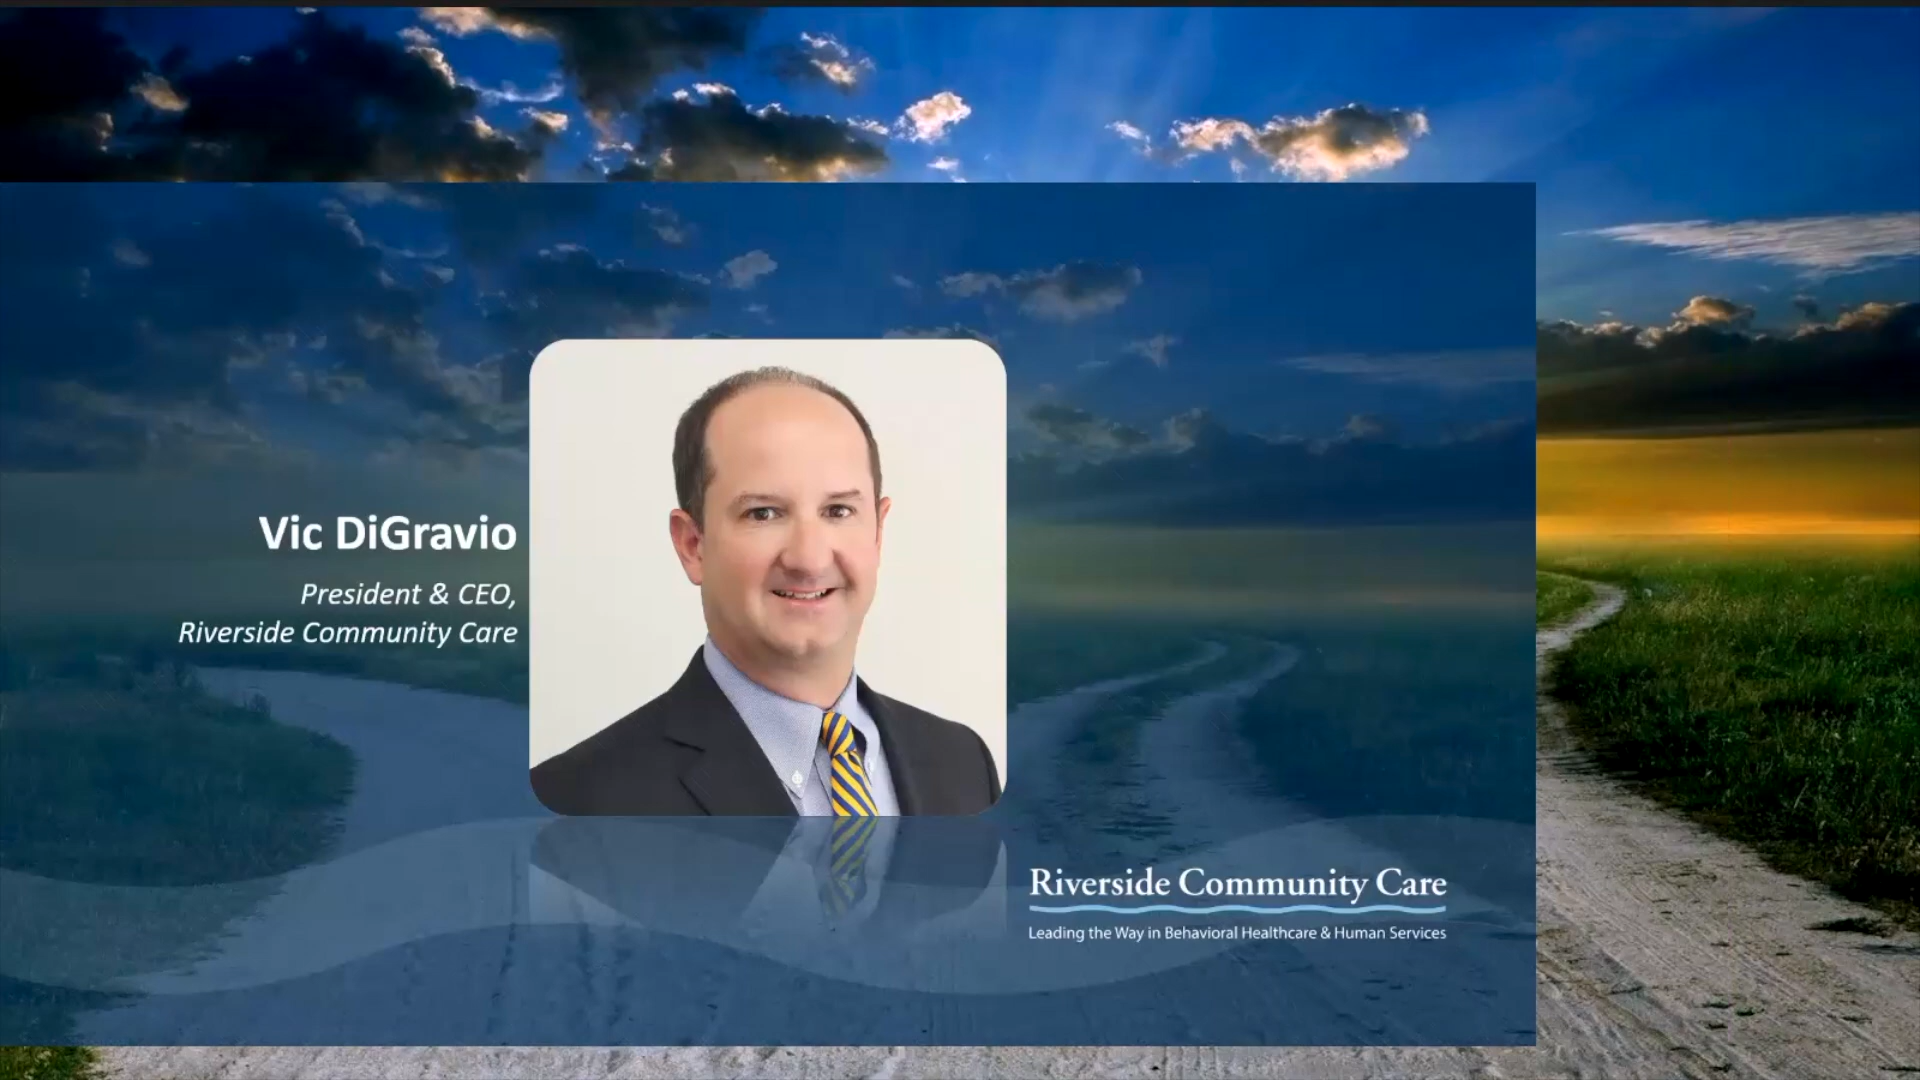 Vic DiGravio
President & CEO,
Riverside Community Care
Riverside Community Care
Leading the Way in Behavioral Healthcare & Human Services